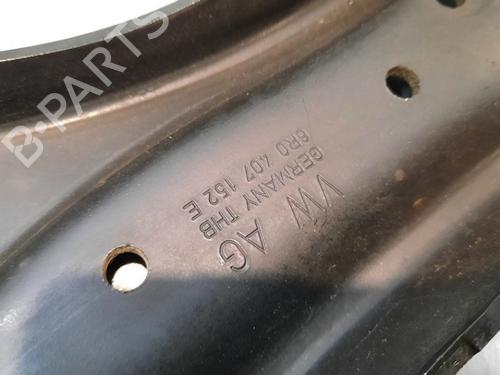 B-PARTS
6R0 407 152 E
GERMANY THB
VW AG